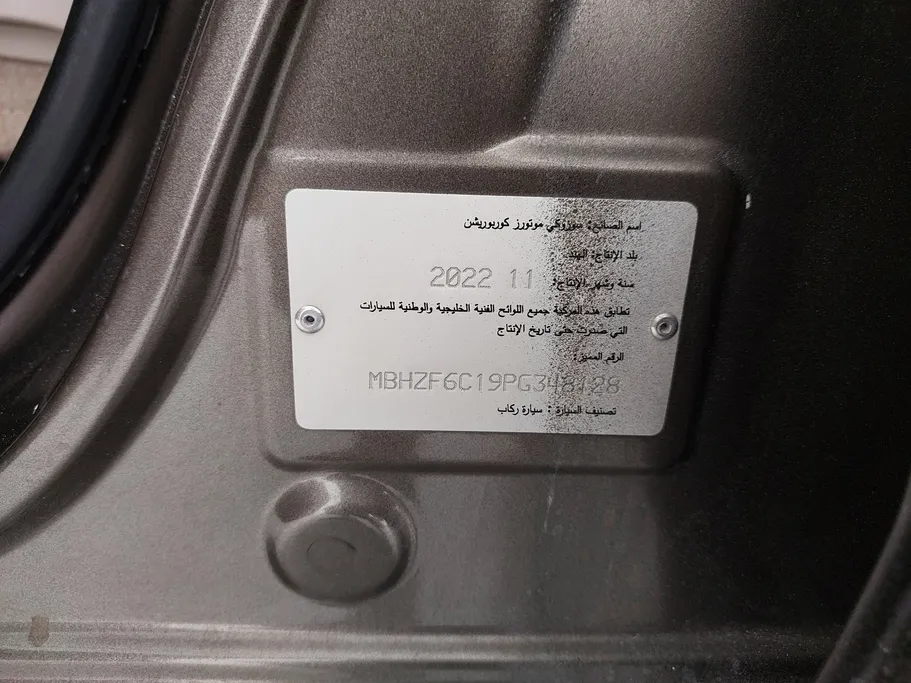 اسم الصانع: سوزوكي موتورز كوربوريشن
بلد الإنتاج: الهند
سنة وشهر الإنتاج: 2022 11
تطابق هذه المركبة جميع اللوائح الفنية الخليجية والوطنية للسيارات
التي صدرت حتى تاريخ الإنتاج
الرقم المميز:
MBHZF6C19PG348128
تصنيف السيارة : سيارة ركاب